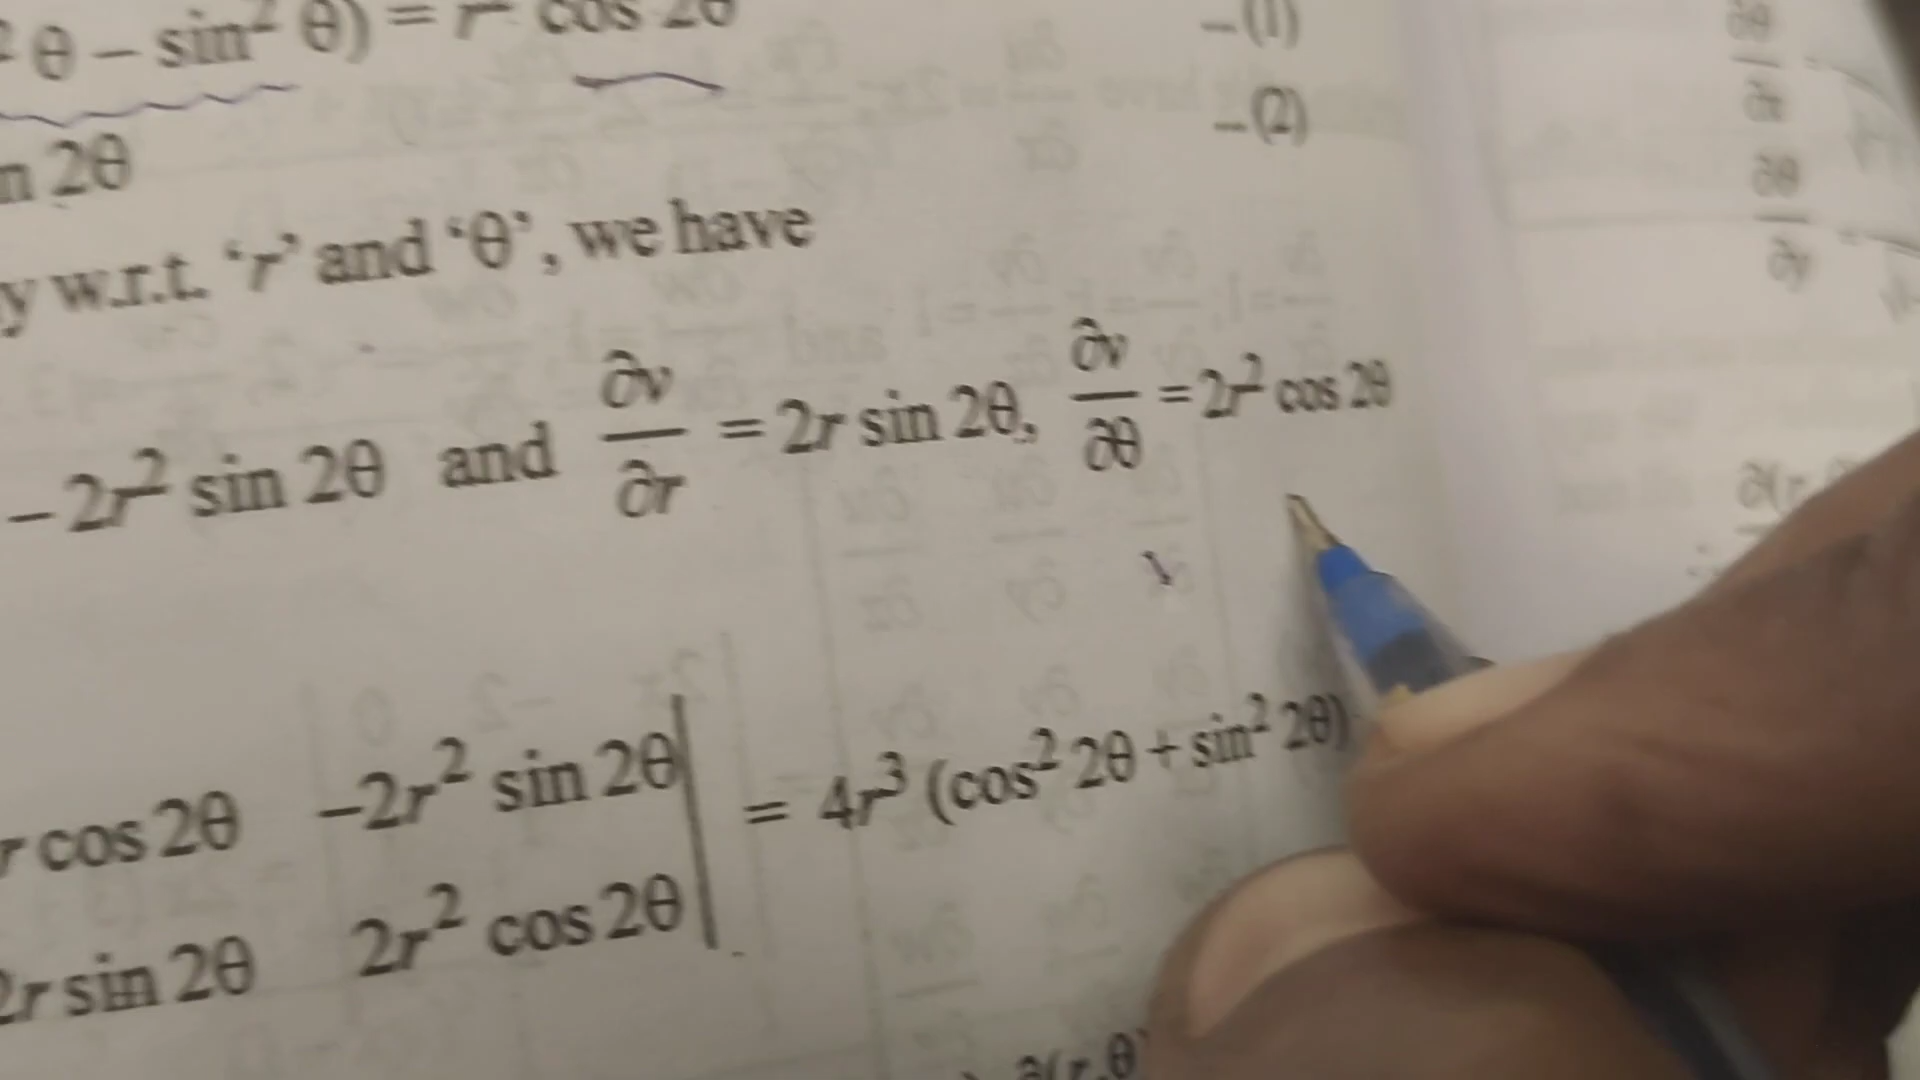 ² θ – sin² θ) = r² cos 2θ –(1)
n 2θ –(2)
y w.r.t. ‘r’ and ‘θ’, we have
– 2r² sin 2θ and ∂v/∂r = 2r sin 2θ, ∂v/∂θ = 2r² cos 2θ
r cos 2θ –2r² sin 2θ| = 4r³ (cos² 2θ + sin² 2θ)
2r sin 2θ 2r² cos 2θ|
∂(r, θ)